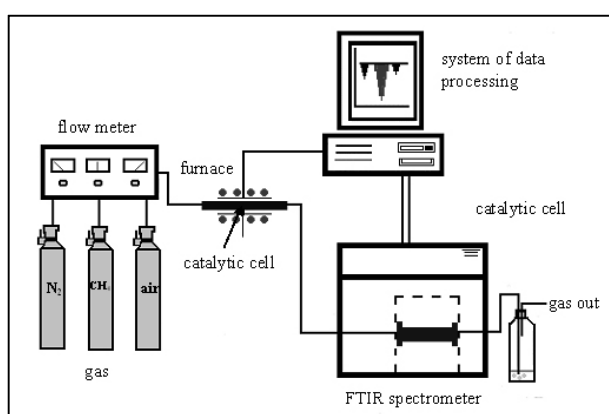 system of data
processing
flow meter
furnace
catalytic cell
catalytic cell
N₂
CH₄
air
gas out
gas
FTIR spectrometer